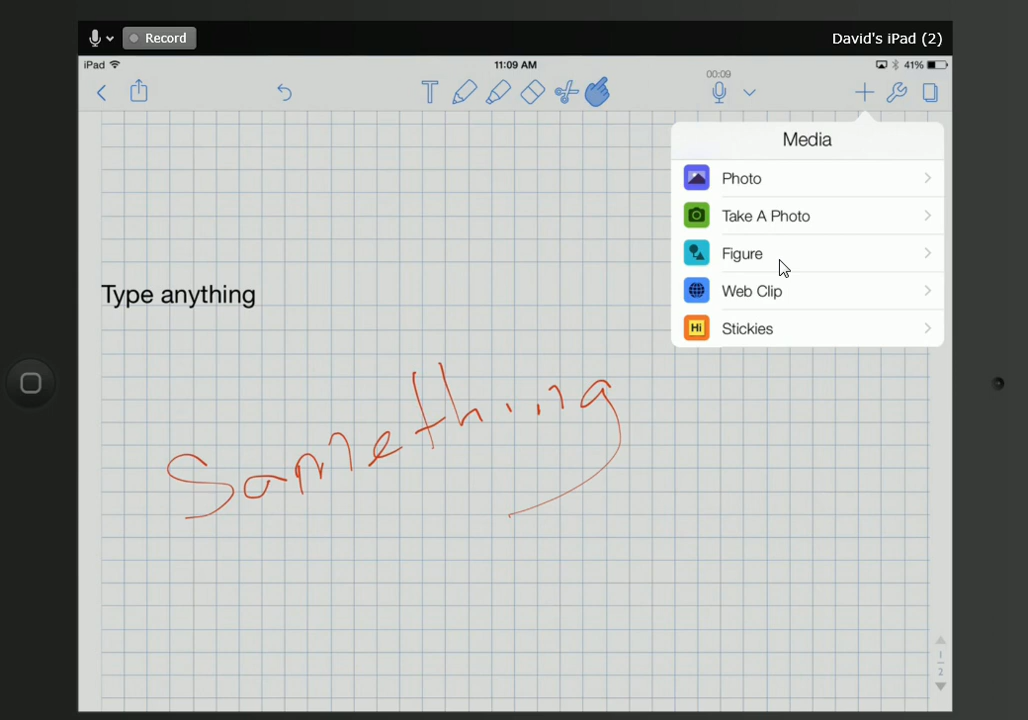 Record
David's iPad (2)
iPad
11:09 AM
41%
T
00:09
Media
Photo
Take A Photo
Figure
Web Clip
Hi
Stickies
Type anything
Something
1
2